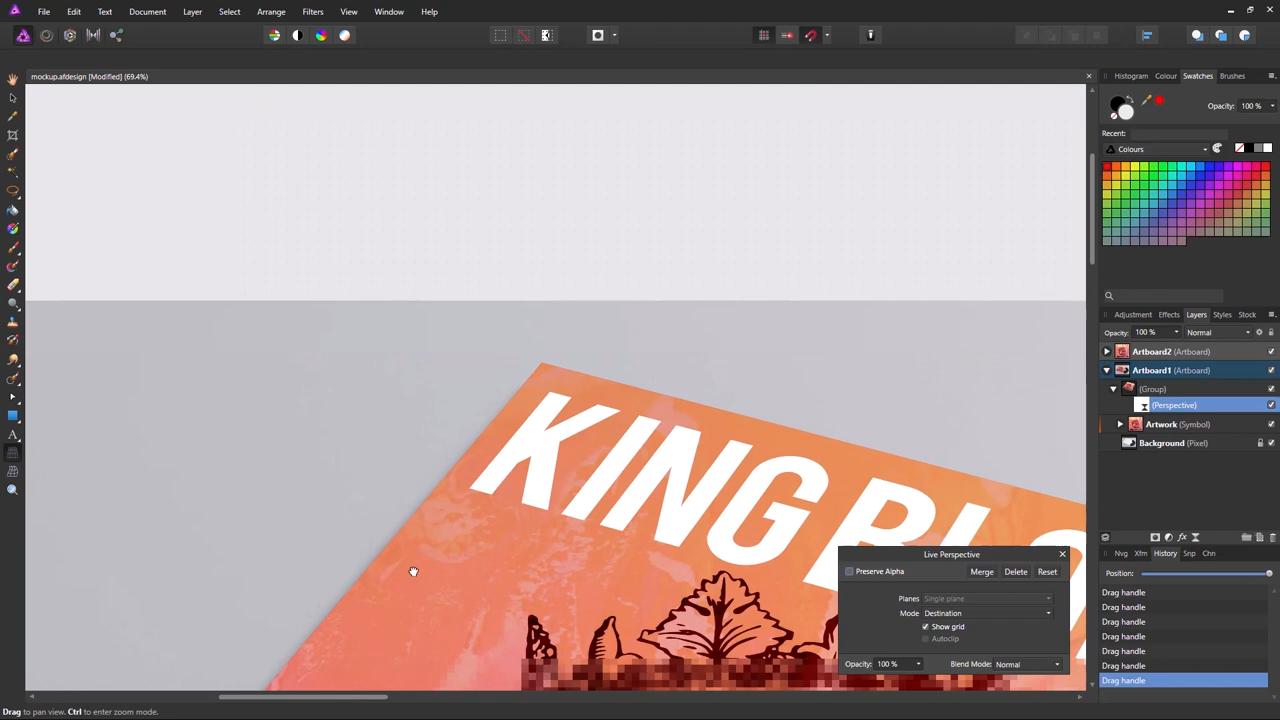 File Edit Text Document Layer Select Arrange Filters View Window Help
mockup.afdesign [Modified] (69.4%)
Histogram Colour Swatches Brushes
Opacity: 100 %
Recent:
Colours
Adjustment Effects Layers Styles Stock
Opacity: 100 % Normal
Artboard2 (Artboard)
Artboard1 (Artboard)
(Group)
(Perspective)
Artwork (Symbol)
Background (Pixel)
Nvg Xfm History Snp Chn
Position:
Drag handle
Drag handle
Drag handle
Drag handle
Drag handle
Drag handle
Drag handle
KING
Live Perspective
Preserve Alpha Merge Delete Reset
Planes Single plane
Mode Destination
Show grid
Autoclip
Opacity: 100 % Blend Mode: Normal
Drag to pan view. Ctrl to enter zoom mode.